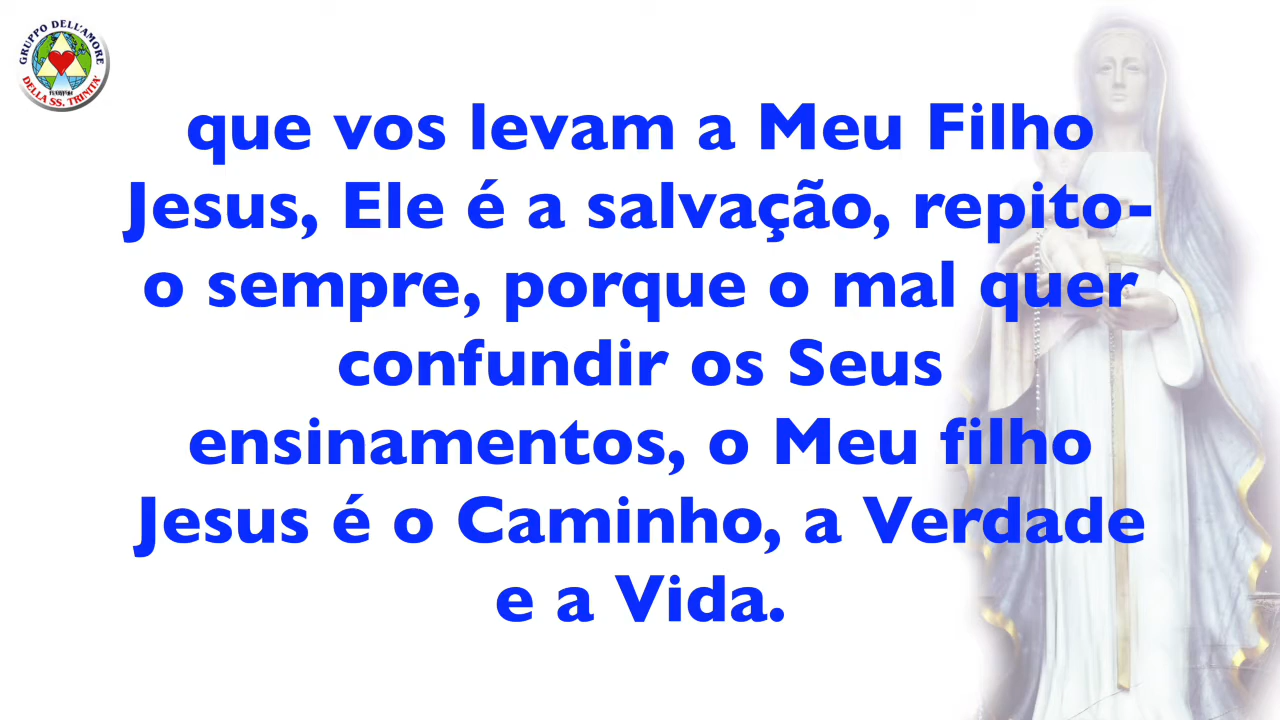 GRUPPO DELL'AMORE
DELLA SS. TRINITA'
que vos levam a Meu Filho
Jesus, Ele é a salvação, repito-
o sempre, porque o mal quer
confundir os Seus
ensinamentos, o Meu filho
Jesus é o Caminho, a Verdade
e a Vida.